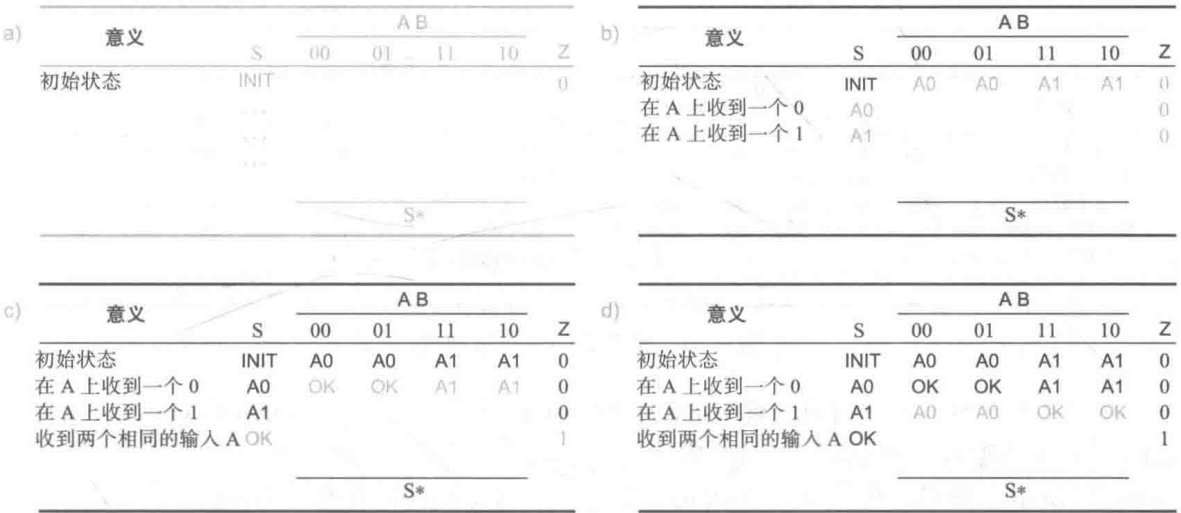 a)
A B
意义 S 00 01 11 10 Z
初始状态 INIT 0
...
...
...
S*
b)
A B
意义 S 00 01 11 10 Z
初始状态 INIT A0 A0 A1 A1 0
在 A 上收到一个 0 A0 0
在 A 上收到一个 1 A1 0
S*
c)
A B
意义 S 00 01 11 10 Z
初始状态 INIT A0 A0 A1 A1 0
在 A 上收到一个 0 A0 OK OK A1 A1 0
在 A 上收到一个 1 A1 0
收到两个相同的输入 A OK 1
S*
d)
A B
意义 S 00 01 11 10 Z
初始状态 INIT A0 A0 A1 A1 0
在 A 上收到一个 0 A0 OK OK A1 A1 0
在 A 上收到一个 1 A1 A0 A0 OK OK 0
收到两个相同的输入 A OK 1
S*